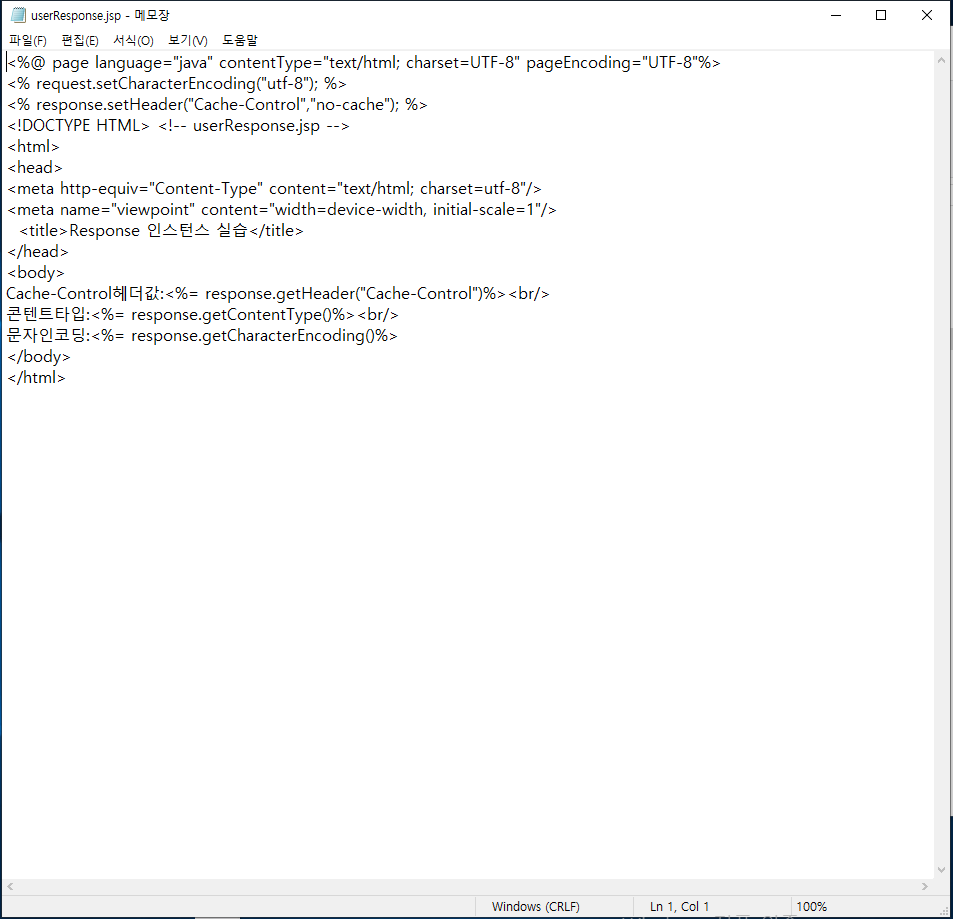 userResponse.jsp - 메모장
파일(F) 편집(E) 서식(O) 보기(V) 도움말
<%@ page language="java" contentType="text/html; charset=UTF-8" pageEncoding="UTF-8"%>
<% request.setCharacterEncoding("utf-8"); %>
<% response.setHeader("Cache-Control","no-cache"); %>
<!DOCTYPE HTML> <!-- userResponse.jsp -->
<html>
<head>
<meta http-equiv="Content-Type" content="text/html; charset=utf-8"/>
<meta name="viewpoint" content="width=device-width, initial-scale=1"/>
<title>Response 인스턴스 실습</title>
</head>
<body>
Cache-Control헤더값:<%= response.getHeader("Cache-Control")%><br/>
콘텐트타입:<%= response.getContentType()%><br/>
문자인코딩:<%= response.getCharacterEncoding()%>
</body>
</html>
Windows (CRLF) Ln 1, Col 1 100%